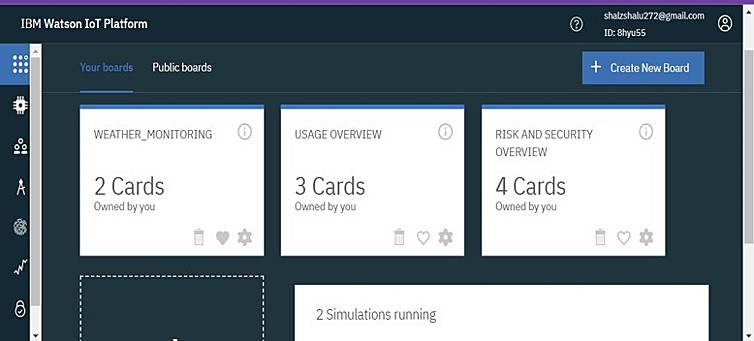 IBM Watson IoT Platform
shalzshalu272@gmail.com
ID: 8hyu55
Your boards
Public boards
+ Create New Board
WEATHER_MONITORING
2 Cards
Owned by you
USAGE OVERVIEW
3 Cards
Owned by you
RISK AND SECURITY
OVERVIEW
4 Cards
Owned by you
2 Simulations running